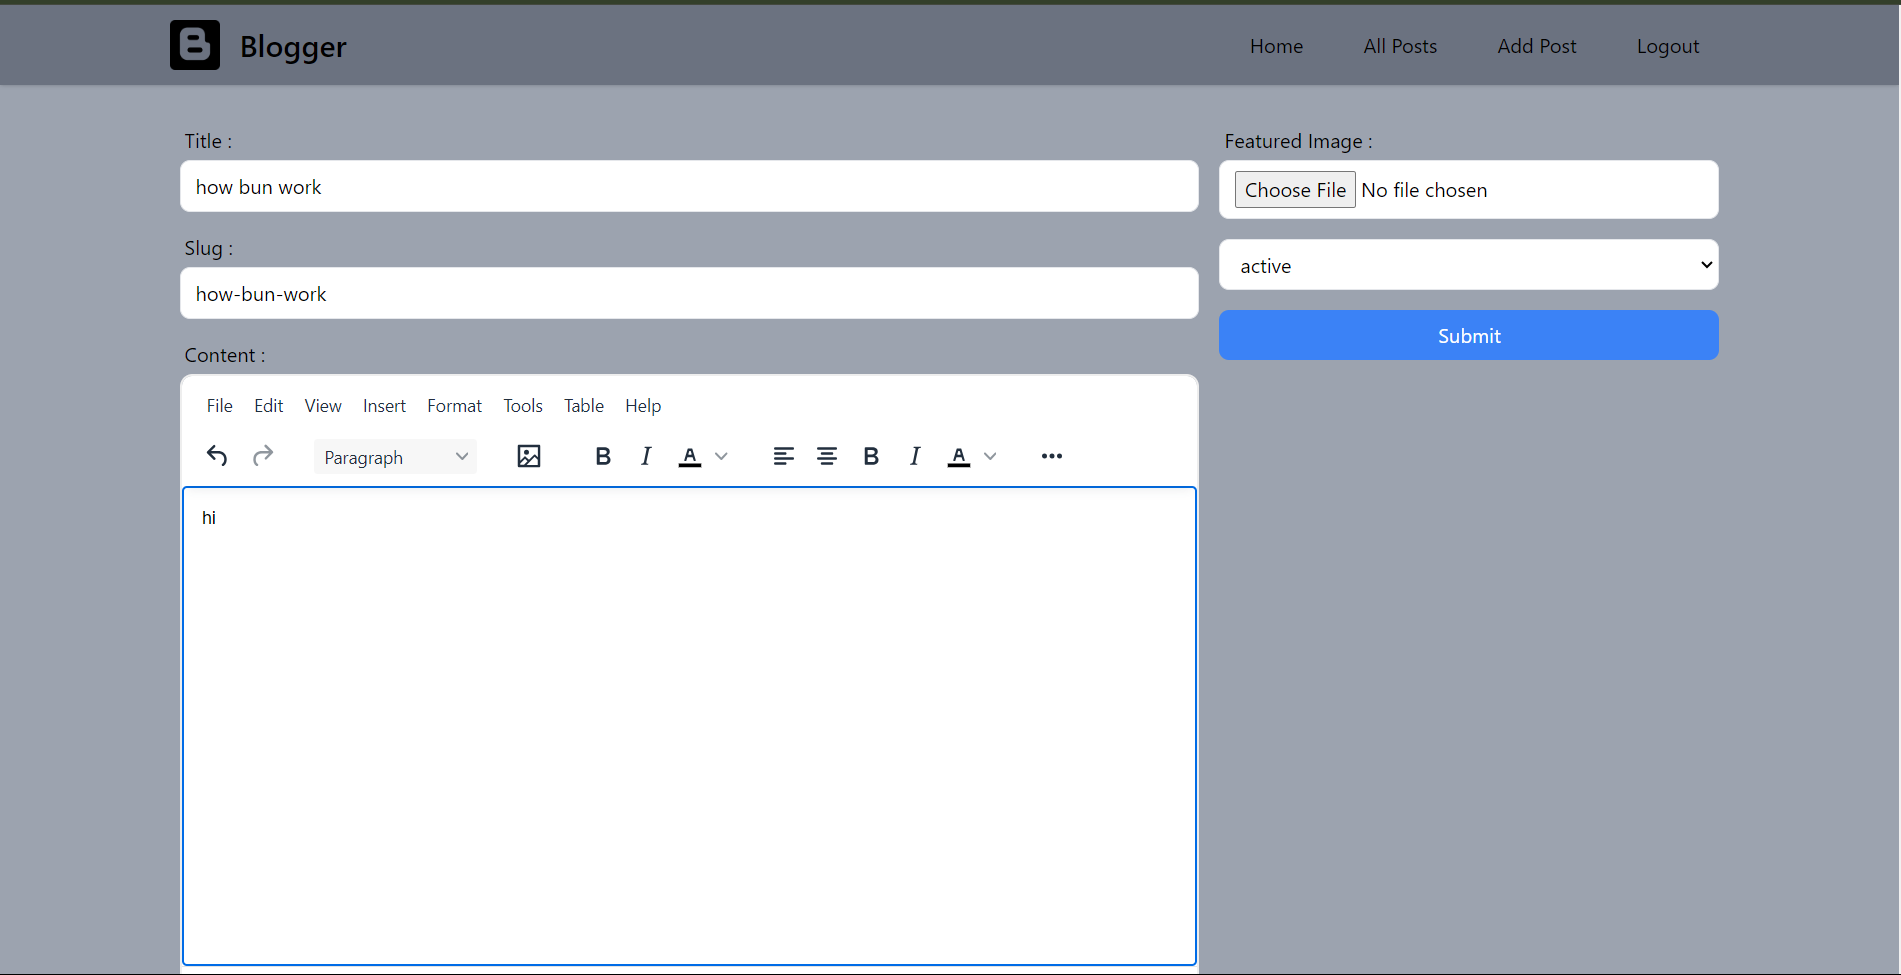 Blogger
Home All Posts Add Post Logout
Title :
how bun work
Slug :
how-bun-work
Content :
File Edit View Insert Format Tools Table Help
Paragraph B I A B I A
hi
Featured Image :
Choose File No file chosen
active
Submit